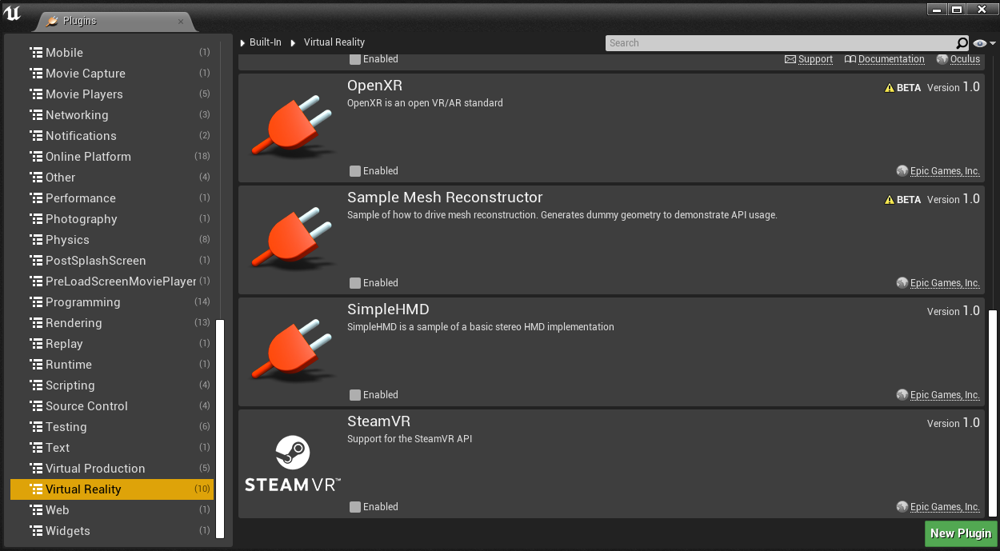 Plugins
Mobile (1)
Movie Capture (1)
Movie Players (5)
Networking (3)
Notifications (2)
Online Platform (18)
Other (4)
Performance (1)
Photography (1)
Physics (8)
PostSplashScreen (1)
PreLoadScreenMoviePlayer (1)
Programming (14)
Rendering (13)
Replay (1)
Runtime (1)
Scripting (4)
Source Control (4)
Testing (6)
Text (1)
Virtual Production (5)
Virtual Reality (10)
Web (1)
Widgets (1)
Built-In Virtual Reality
Search
Enabled Support Documentation Oculus
OpenXR BETA Version 1.0
OpenXR is an open VR/AR standard
Enabled Epic Games, Inc.
Sample Mesh Reconstructor BETA Version 1.0
Sample of how to drive mesh reconstruction. Generates dummy geometry to demonstrate API usage.
Enabled Epic Games, Inc.
SimpleHMD Version 1.0
SimpleHMD is a sample of a basic stereo HMD implementation
Enabled Epic Games, Inc.
SteamVR Version 1.0
Support for the SteamVR API
STEAMVR™
Enabled Epic Games, Inc.
New Plugin